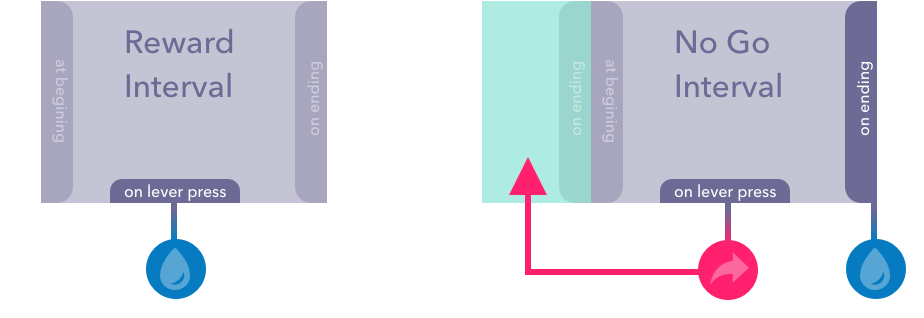 Reward
Interval
at begining
on ending
on lever press
No Go
Interval
on ending
at begining
on ending
on lever press